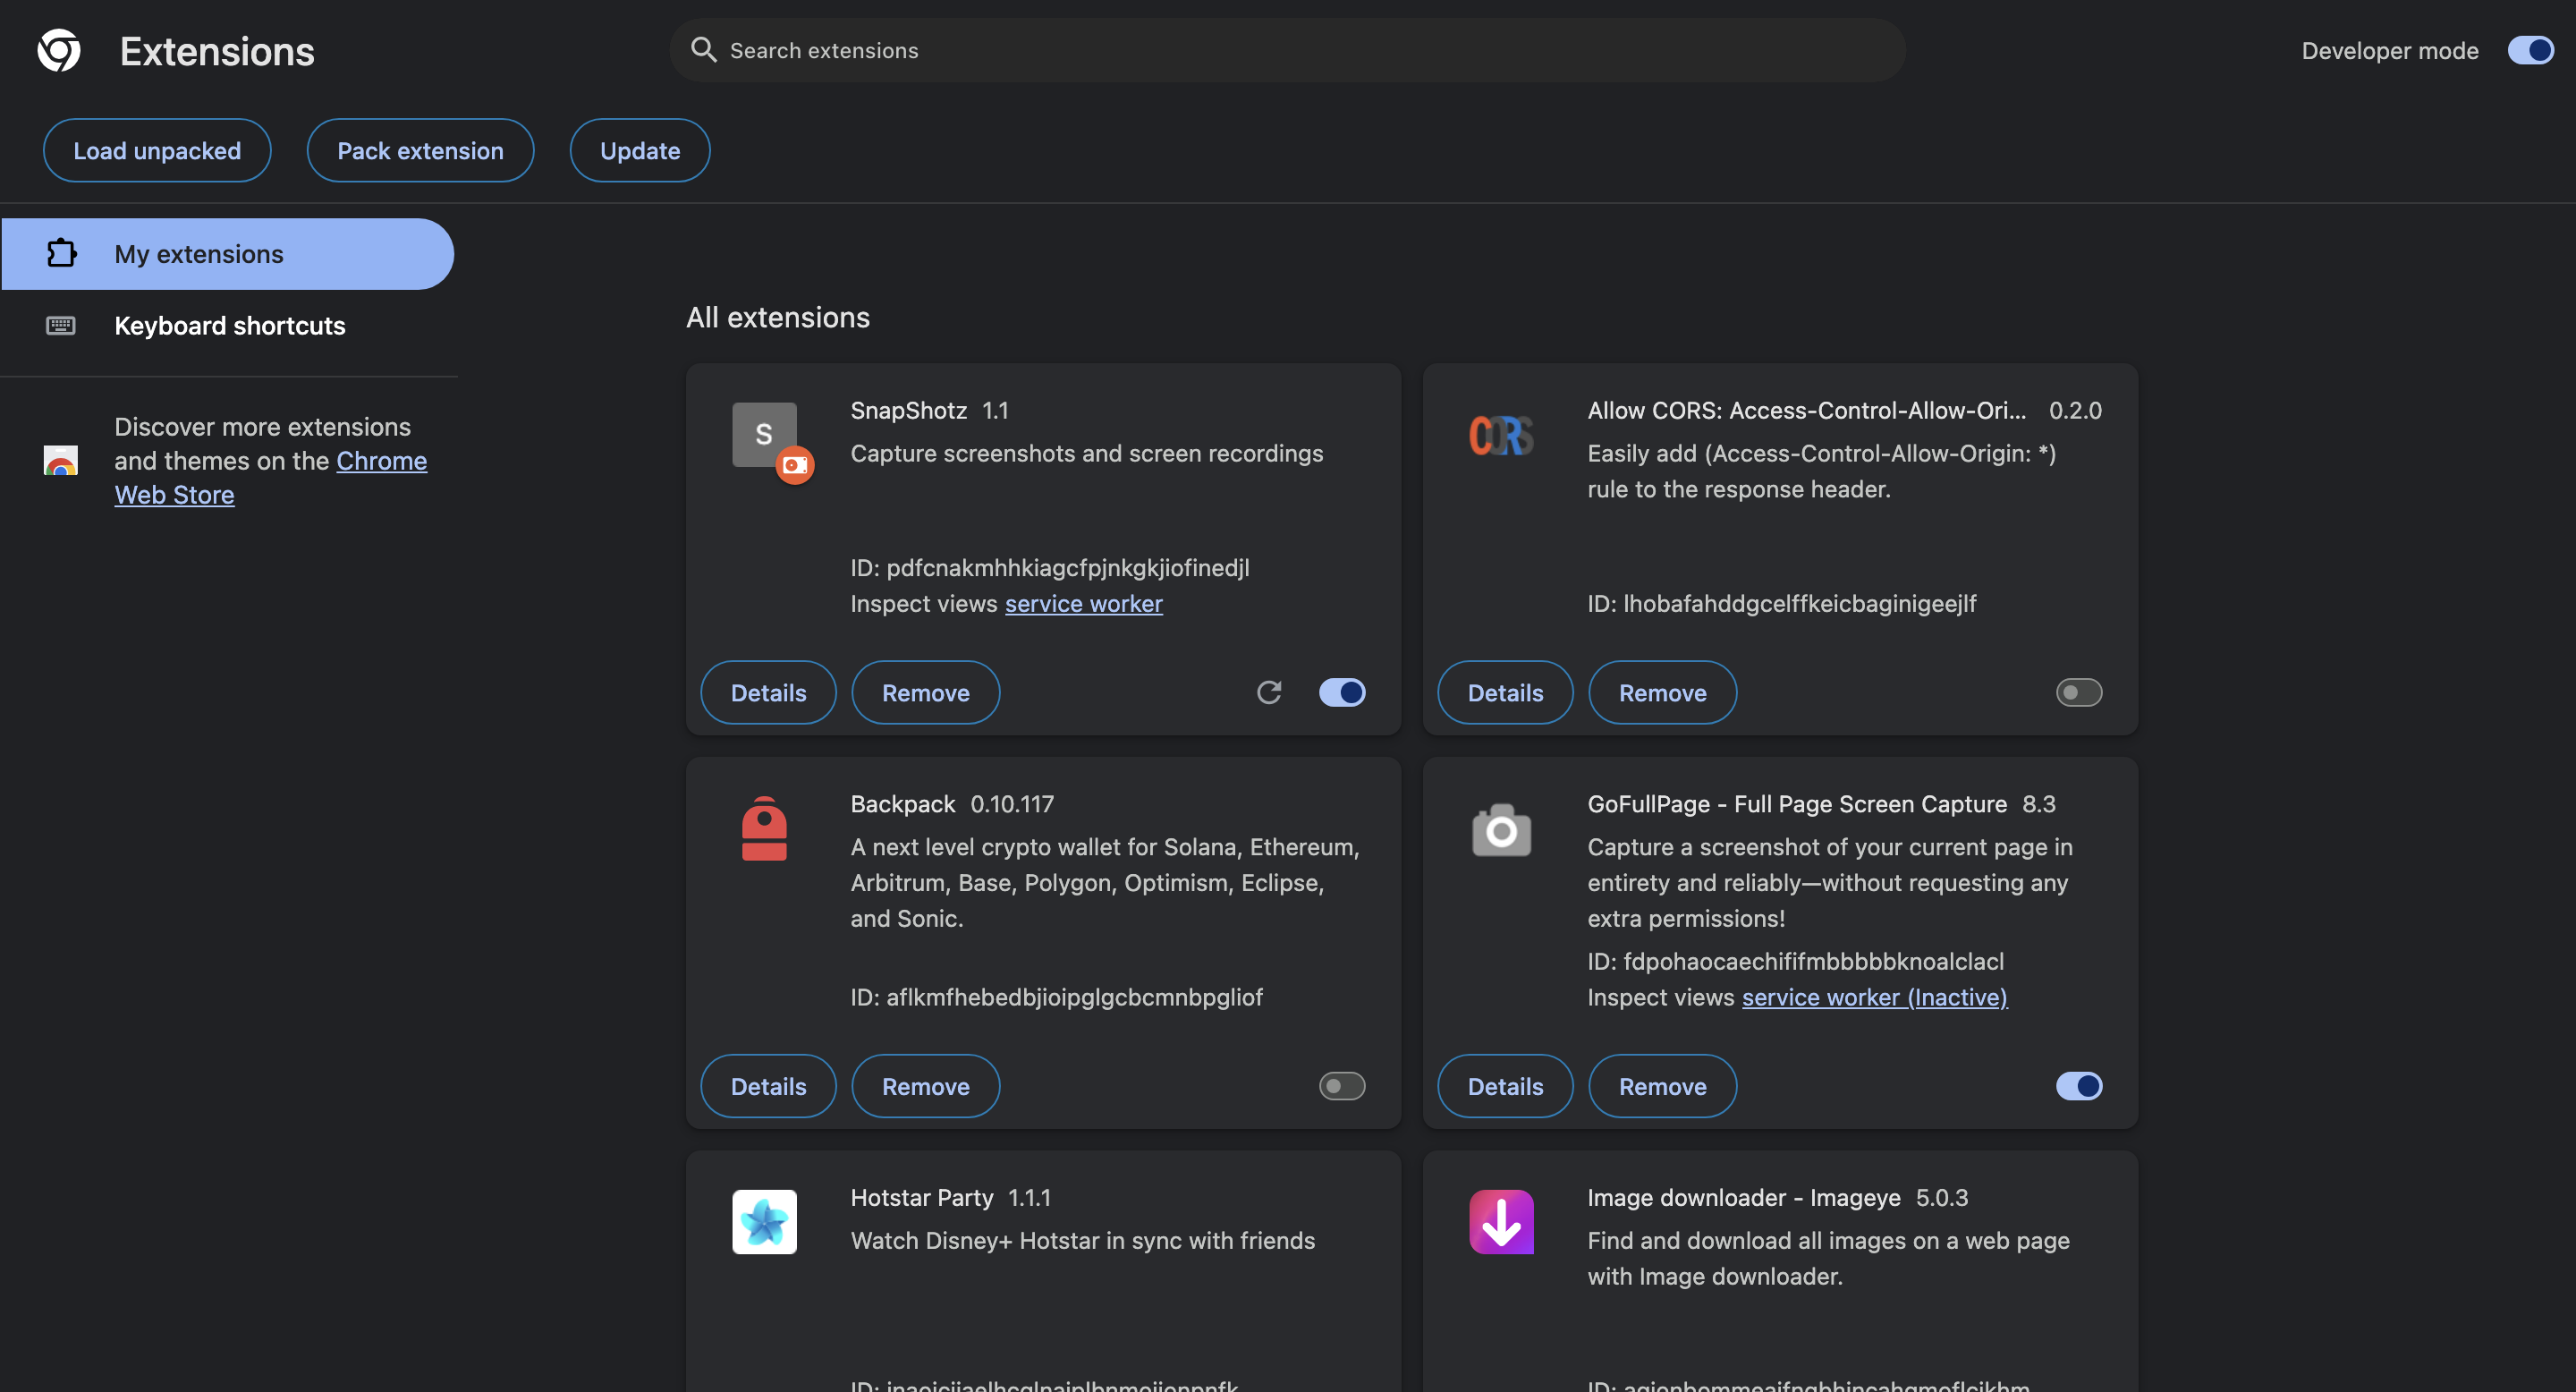 Extensions
Search extensions
Developer mode
Load unpacked
Pack extension
Update
My extensions
Keyboard shortcuts
Discover more extensions
and themes on the Chrome
Web Store
All extensions
S
SnapShotz 1.1
Capture screenshots and screen recordings
ID: pdfcnakmhhkiagcfpjnkgkjiofinedjl
Inspect views service worker
Details
Remove
CORS
Allow CORS: Access-Control-Allow-Ori... 0.2.0
Easily add (Access-Control-Allow-Origin: *)
rule to the response header.
ID: lhobafahddgcelffkeicbaginigeejlf
Details
Remove
Backpack 0.10.117
A next level crypto wallet for Solana, Ethereum,
Arbitrum, Base, Polygon, Optimism, Eclipse,
and Sonic.
ID: aflkmfhebedbjioipglgcbcmnbpgliof
Details
Remove
GoFullPage - Full Page Screen Capture 8.3
Capture a screenshot of your current page in
entirety and reliably—without requesting any
extra permissions!
ID: fdpohaocaechififmbbbbbknoalclacl
Inspect views service worker (Inactive)
Details
Remove
Hotstar Party 1.1.1
Watch Disney+ Hotstar in sync with friends
ID:
Image downloader - Imageye 5.0.3
Find and download all images on a web page
with Image downloader.
ID: